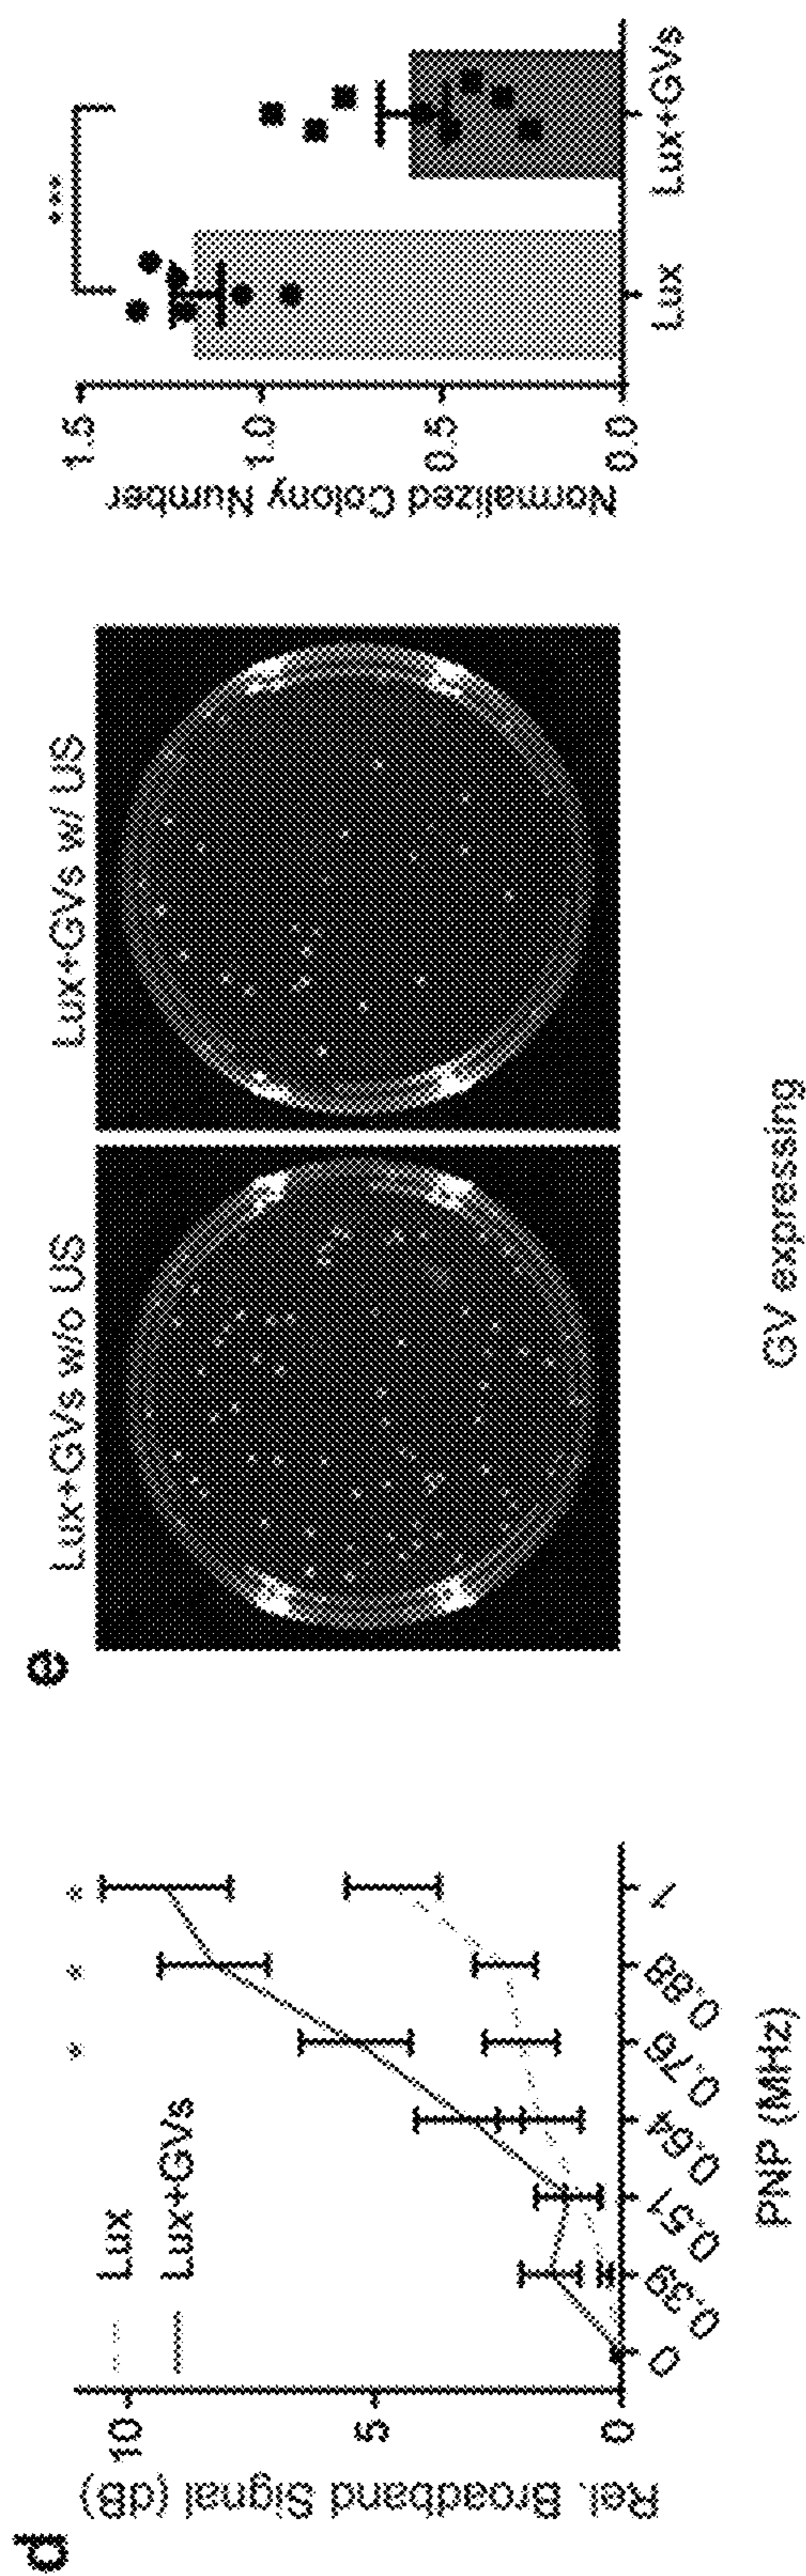 d
Rel. Broadband Signal (dB)
10
5
0
Lux
Lux+GVs
* * *
0 0.39 0.51 0.64 0.76 0.88 1
PNP (MHz)
e
Lux+GVs w/o US
Lux+GVs w/ US
Normalized Colony Number
1.5
1.0
0.5
0.0
***
Lux Lux+GVs
GV expressing